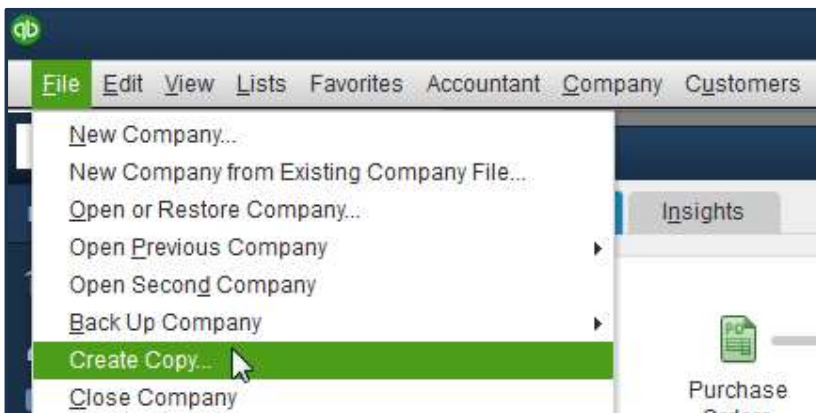 qb
File Edit View Lists Favorites Accountant Company Customers
New Company...
New Company from Existing Company File...
Open or Restore Company...
Insights
Open Previous Company
Open Second Company
Back Up Company
Create Copy...
Close Company
Purchase